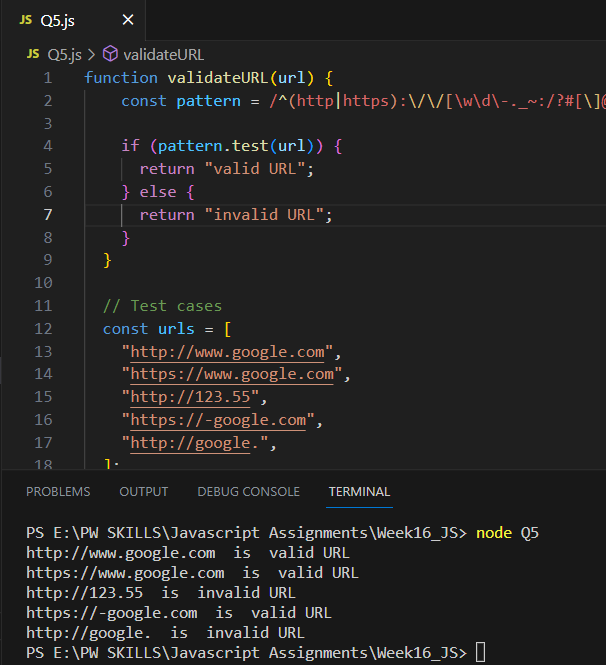 JS Q5.js ×
JS Q5.js > validateURL
1 function validateURL(url) {
2 const pattern = /^(http|https):\/\/[\w\d\-._~:/?#[\]@
3
4 if (pattern.test(url)) {
5 return "valid URL";
6 } else {
7 return "invalid URL";
8 }
9 }
10
11 // Test cases
12 const urls = [
13 "http://www.google.com",
14 "https://www.google.com",
15 "http://123.55",
16 "https://-google.com",
17 "http://google.",
18 ];
PROBLEMS OUTPUT DEBUG CONSOLE TERMINAL
PS E:\PW SKILLS\Javascript Assignments\Week16_JS> node Q5
http://www.google.com  is  valid URL
https://www.google.com  is  valid URL
http://123.55  is  invalid URL
https://-google.com  is  valid URL
http://google.  is  invalid URL
PS E:\PW SKILLS\Javascript Assignments\Week16_JS>